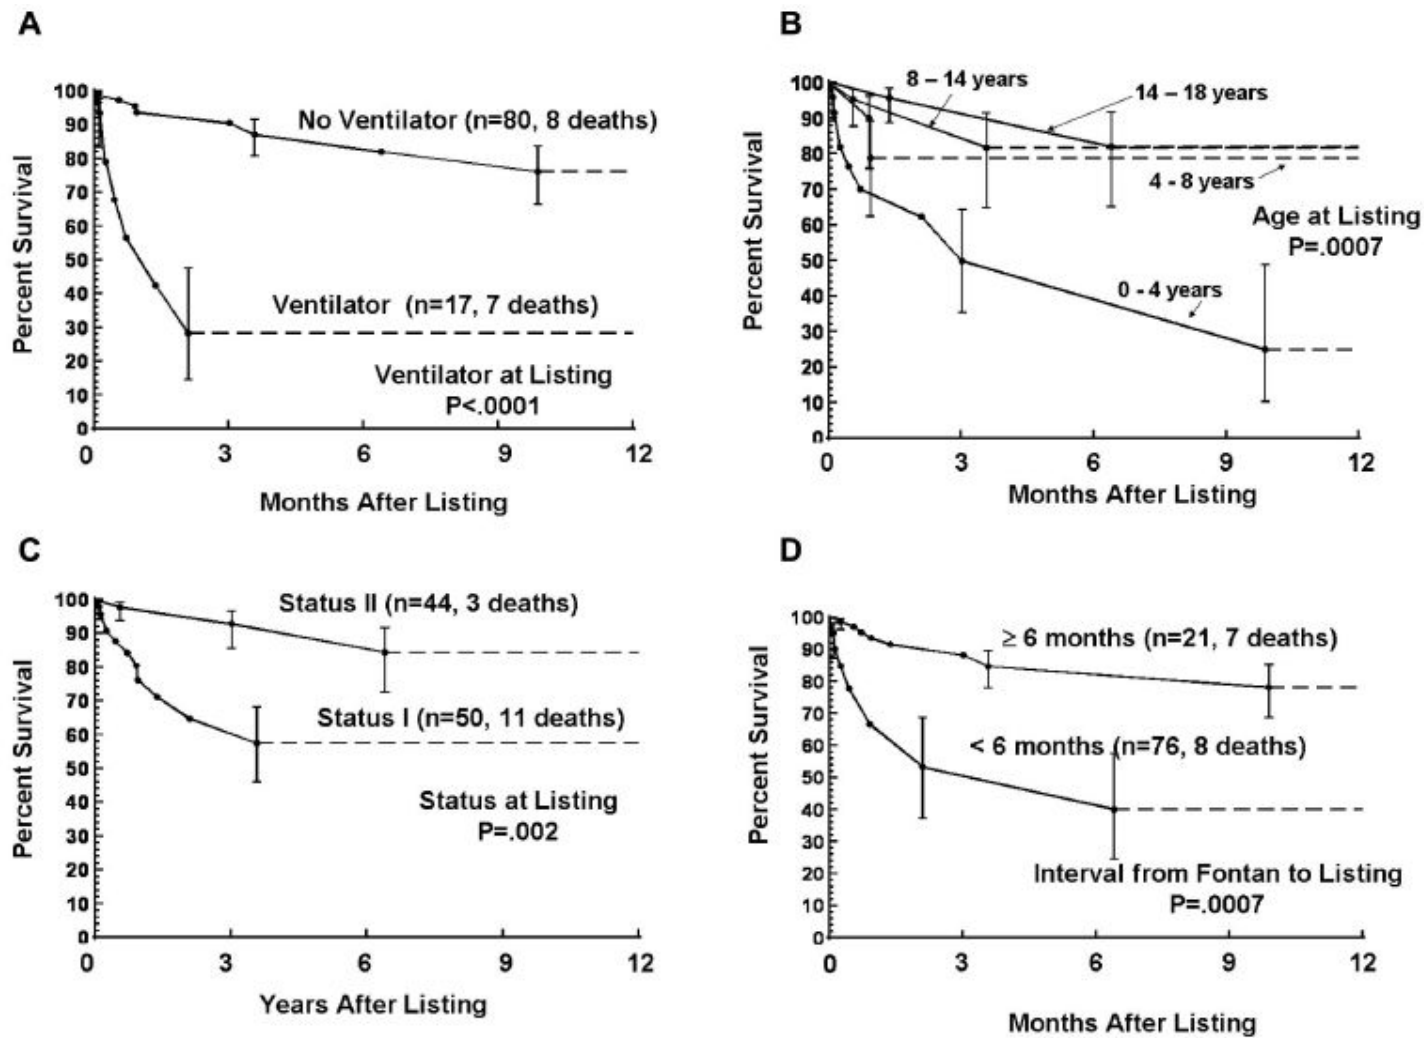 A
100
90
80
70
60
50
40
30
20
10
0
Percent Survival
No Ventilator (n=80, 8 deaths)
Ventilator (n=17, 7 deaths)
Ventilator at Listing
P<.0001
0 3 6 9 12
Months After Listing
B
100
90
80
70
60
50
40
30
20
10
0
Percent Survival
8 – 14 years
14 – 18 years
4 - 8 years
Age at Listing
P=.0007
0 - 4 years
0 3 6 9 12
Months After Listing
C
100
90
80
70
60
50
40
30
20
10
0
Percent Survival
Status II (n=44, 3 deaths)
Status I (n=50, 11 deaths)
Status at Listing
P=.002
0 3 6 9 12
Years After Listing
D
100
90
80
70
60
50
40
30
20
10
0
Percent Survival
≥ 6 months (n=21, 7 deaths)
< 6 months (n=76, 8 deaths)
Interval from Fontan to Listing
P=.0007
0 3 6 9 12
Months After Listing